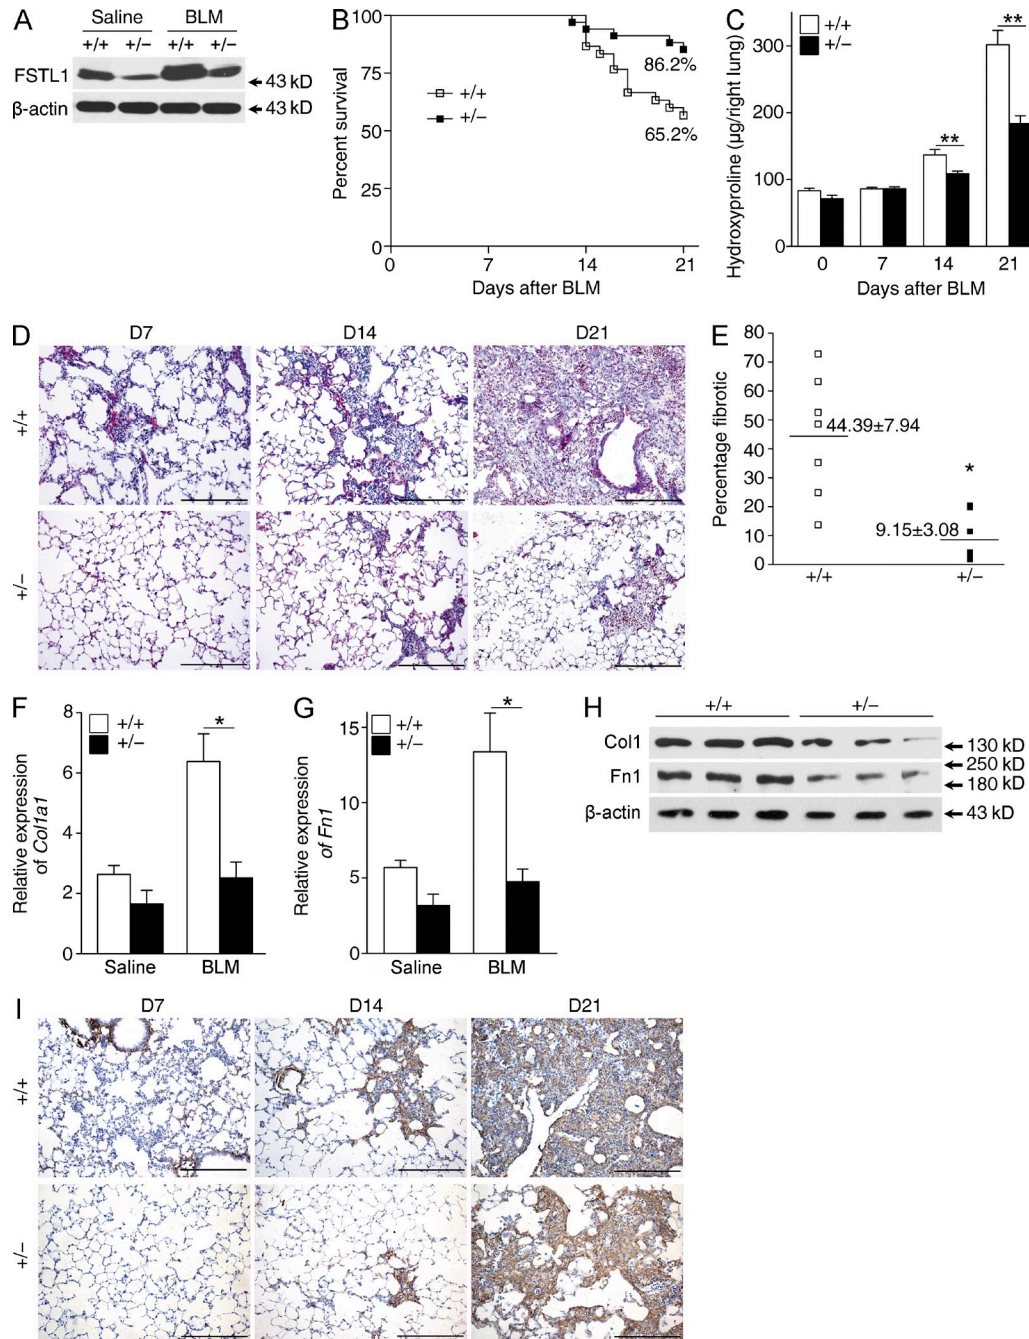 A
Saline BLM
+/+ +/− +/+ +/−
FSTL1
43 kD
β-actin
43 kD
B
Percent survival
100
75
50
25
0
+/+
+/−
86.2%
65.2%
0 7 14 21
Days after BLM
C
Hydroxyproline (µg/right lung)
300
200
100
0
+/+
+/−
**
**
0 7 14 21
Days after BLM
D
D7 D14 D21
+/+
+/−
E
Percentage fibrotic
80
70
60
50
40
30
20
10
0
44.39±7.94
*
9.15±3.08
+/+ +/−
F
Relative expression
of Col1a1
8
6
4
2
0
+/+
+/−
*
Saline BLM
G
Relative expression
of Fn1
15
10
5
0
+/+
+/−
*
Saline BLM
H
+/+ +/−
Col1
130 kD
250 kD
Fn1
180 kD
β-actin
43 kD
I
D7 D14 D21
+/+
+/−